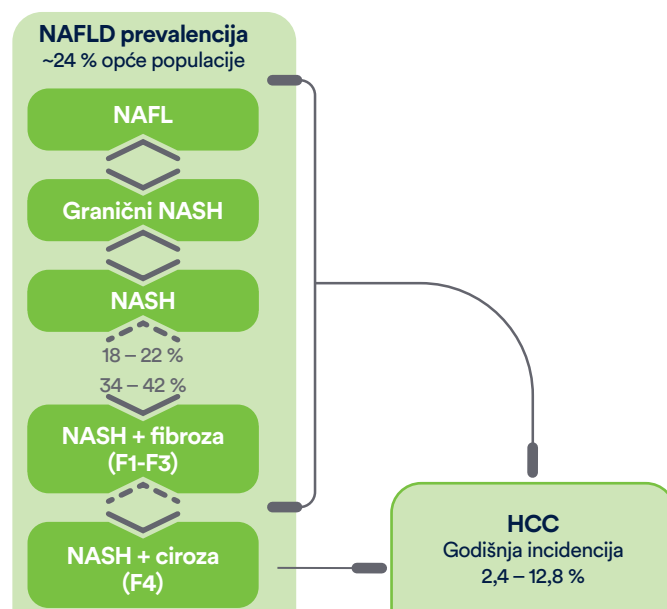 NAFLD prevalencija
~24 % opće populacije
NAFL
Granični NASH
NASH
18 – 22 %
34 – 42 %
NASH + fibroza
(F1-F3)
NASH + ciroza
(F4)
HCC
Godišnja incidencija
2,4 – 12,8 %